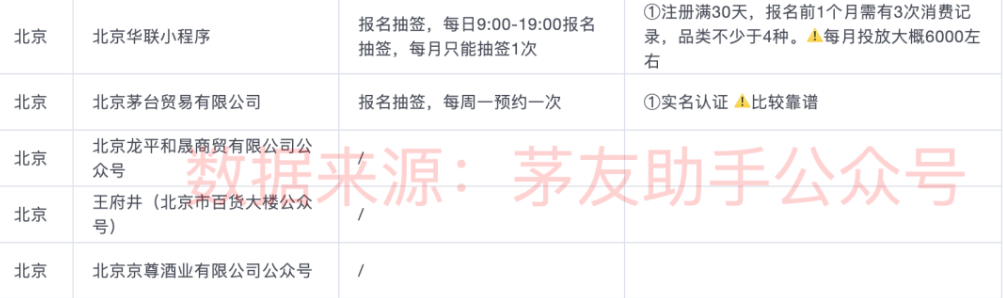 北京
北京华联小程序
报名抽签，每日9:00-19:00报名
抽签，每月只能抽签1次
①注册满30天，报名前1个月需有3次消费记
录，品类不少于4种。⚠️每月投放大概6000左
右
北京
北京茅台贸易有限公司
报名抽签，每周一预约一次
①实名认证 ⚠️比较靠谱
北京
北京龙平和晟商贸有限公司公
众号
/
数据来源：茅友助手公众号
北京
王府井（北京市百货大楼公众
号）
/
北京
北京京尊酒业有限公司公众号
/